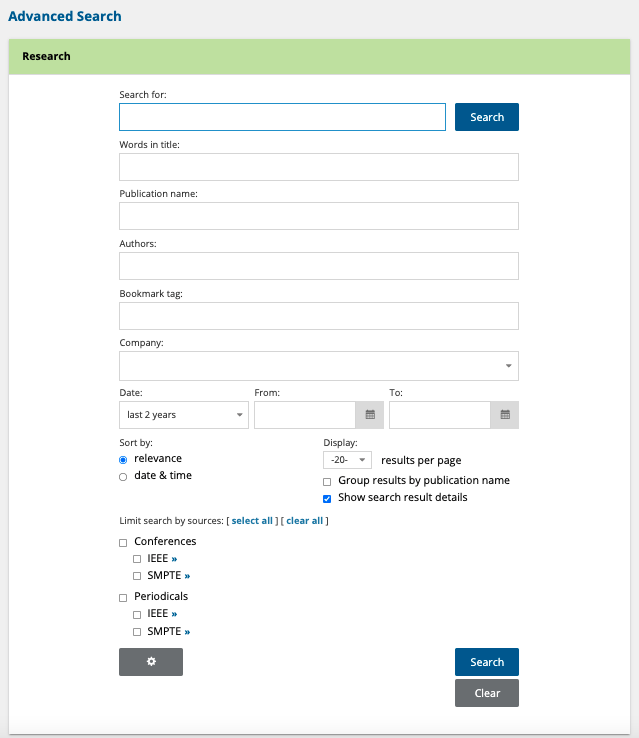 Advanced Search
Research
Search for:
Search
Words in title:
Publication name:
Authors:
Bookmark tag:
Company:
Date: From: To:
last 2 years
Sort by: Display:
relevance -20- results per page
date & time Group results by publication name
Show search result details
Limit search by sources: [ select all ] [ clear all ]
Conferences
IEEE »
SMPTE »
Periodicals
IEEE »
SMPTE »
Search
Clear